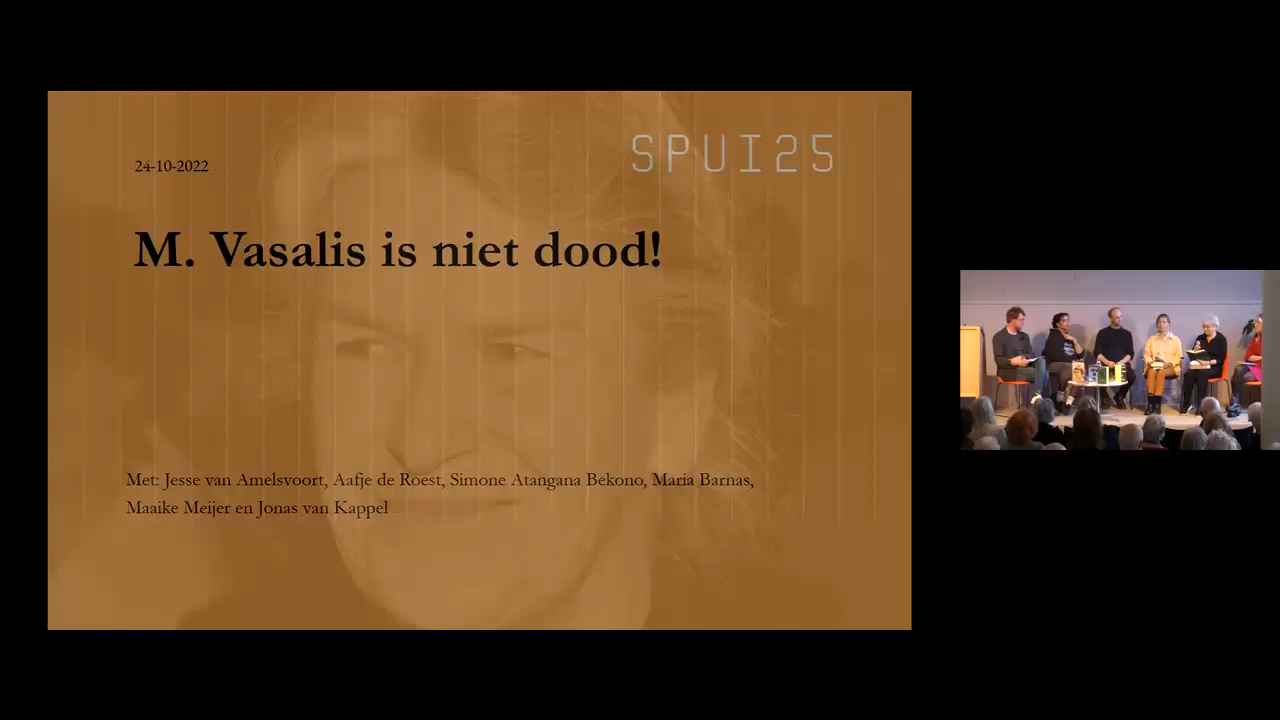 SPUI25
24-10-2022
M. Vasalis is niet dood!
Met: Jesse van Amelsvoort, Aafje de Roest, Simone Atangana Bekono, Maria Barnas,
Maaike Meijer en Jonas van Kappel